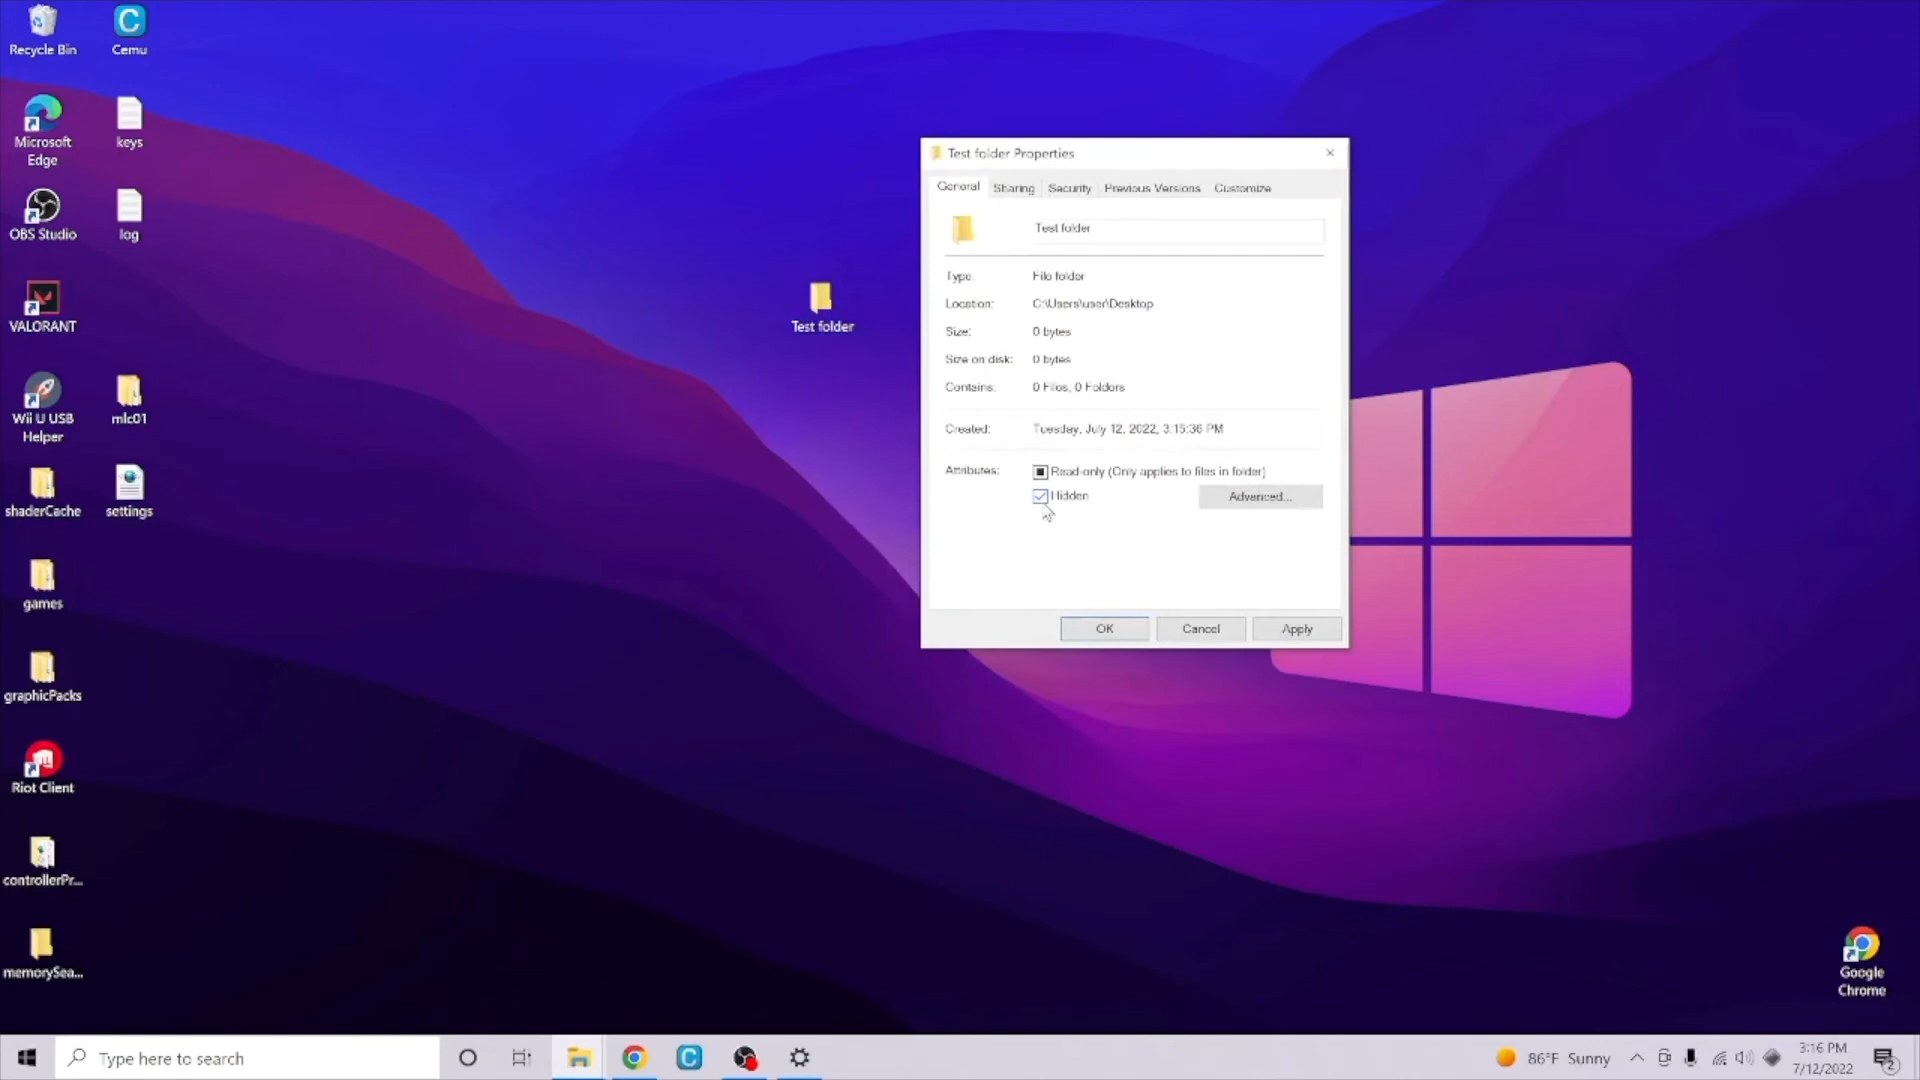 Recycle Bin
Cemu
Microsoft
Edge
keys
OBS Studio
log
VALORANT
Wii U USB
Helper
mlc01
shaderCache
settings
games
graphicPacks
Riot Client
controllerPr...
memorySea...
Test folder
Test folder Properties
General Sharing Security Previous Versions Customize
Test folder
Type: File folder
Location: C:\Users\user\Desktop
Size: 0 bytes
Size on disk: 0 bytes
Contains: 0 Files, 0 Folders
Created: Tuesday, July 12, 2022, 3:15:36 PM
Attributes: Read-only (Only applies to files in folder)
Hidden Advanced...
OK Cancel Apply
Google
Chrome
Type here to search
86°F Sunny
3:16 PM
7/12/2022
2